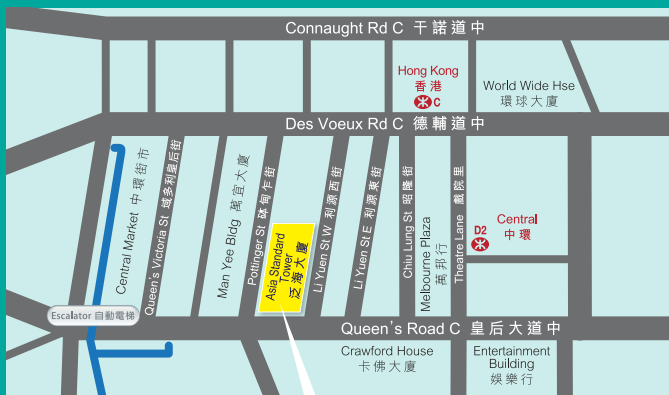 Connaught Rd C 干諾道中
Hong Kong
香港
C
World Wide Hse
環球大廈
Des Voeux Rd C 德輔道中
Central Market 中環街市
Queen's Victoria St 域多利皇后街
Man Yee Bldg 萬宜大廈
Pottinger St 砵甸乍街
Asia Standard
Tower
泛海大廈
Li Yuen St W 利源西街
Li Yuen St E 利源東街
Chiu Lung St 昭隆街
Melbourne Plaza
萬邦行
Theatre Lane 戲院里
D2
Central
中環
Escalator 自動電梯
Queen's Road C 皇后大道中
Crawford House
卡佛大廈
Entertainment
Building
娛樂行